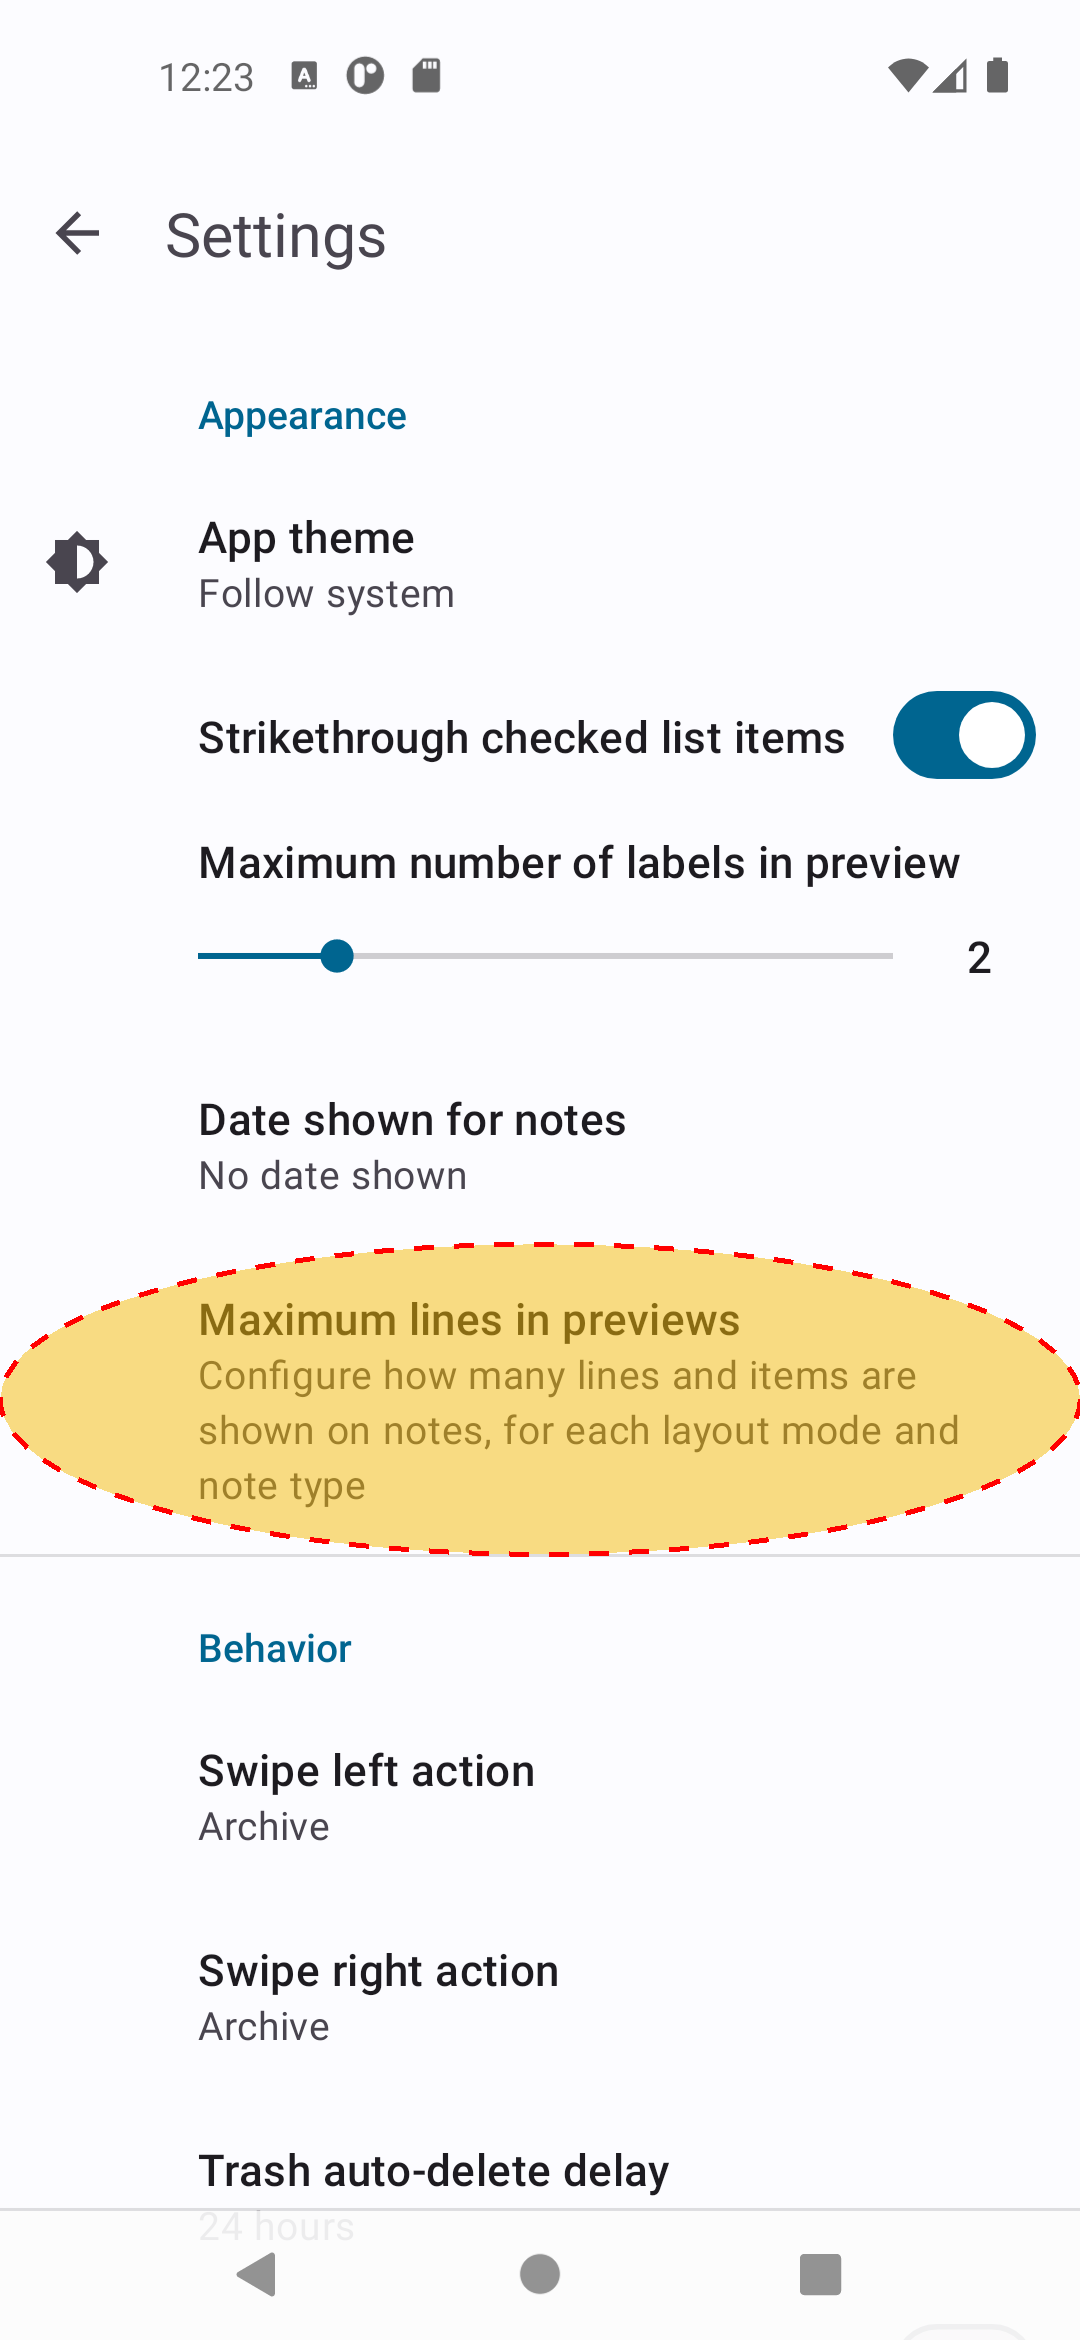 12:23
Settings
Appearance
App theme
Follow system
Strikethrough checked list items
Maximum number of labels in preview
2
Date shown for notes
No date shown
Maximum lines in previews
Configure how many lines and items are
shown on notes, for each layout mode and
note type
Behavior
Swipe left action
Archive
Swipe right action
Archive
Trash auto-delete delay
24 hours